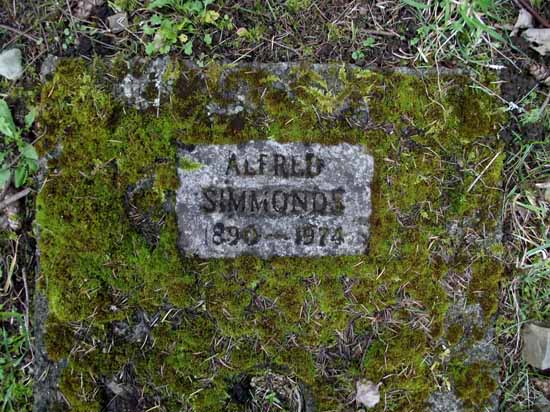 ALFRED
SIMMONDS
1890 — 1974